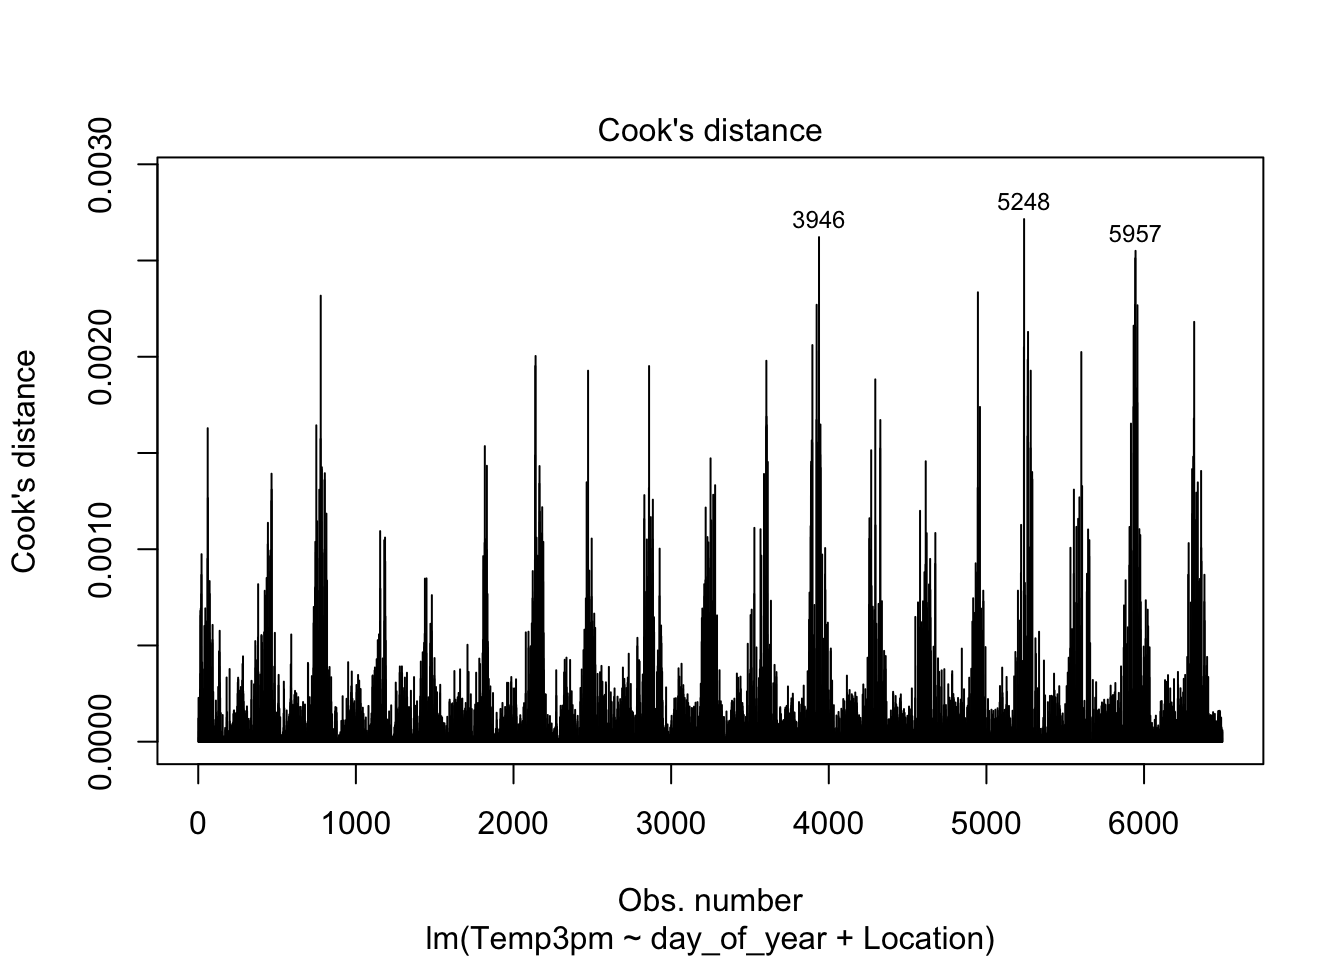 Cook's distance
0.0030
0.0020
0.0010
0.0000
Cook's distance
3946
5248
5957
0 1000 2000 3000 4000 5000 6000
Obs. number
lm(Temp3pm ~ day_of_year + Location)